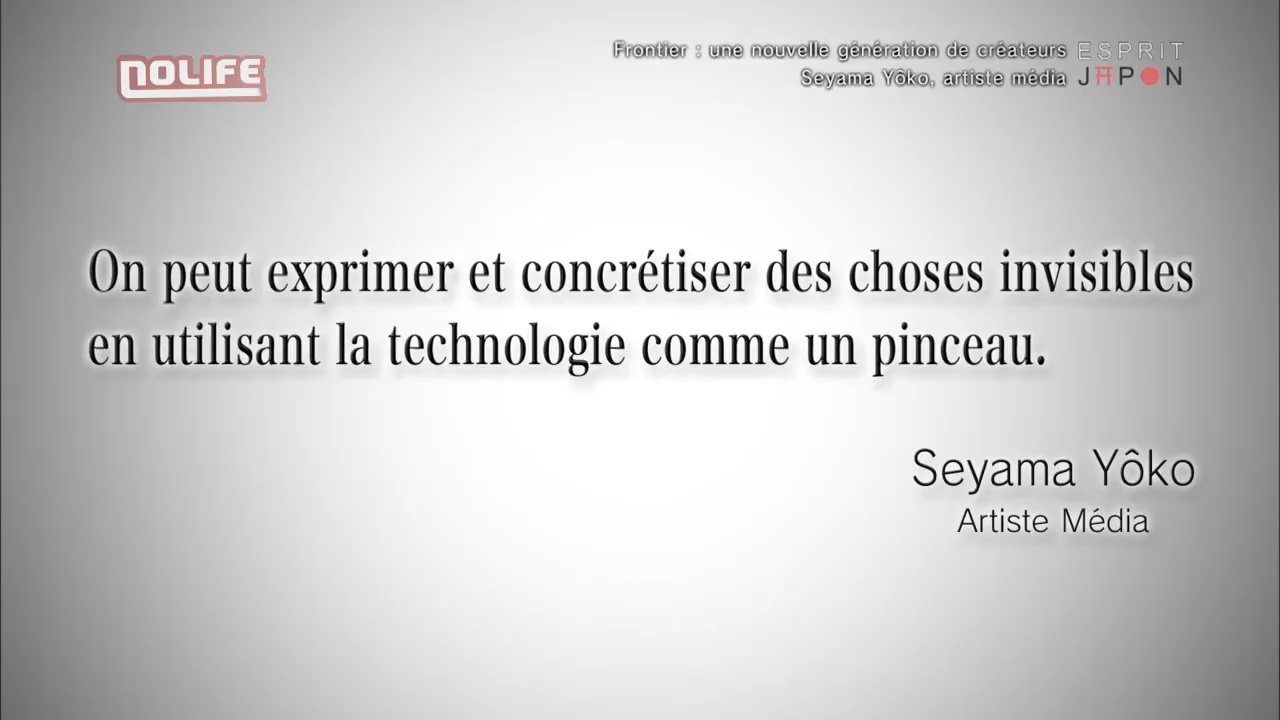 NOLIFE
Frontier : une nouvelle génération de créateurs
Seyama Yôko, artiste média
ESPRIT
JAPON
On peut exprimer et concrétiser des choses invisibles
en utilisant la technologie comme un pinceau.
Seyama Yôko
Artiste Média